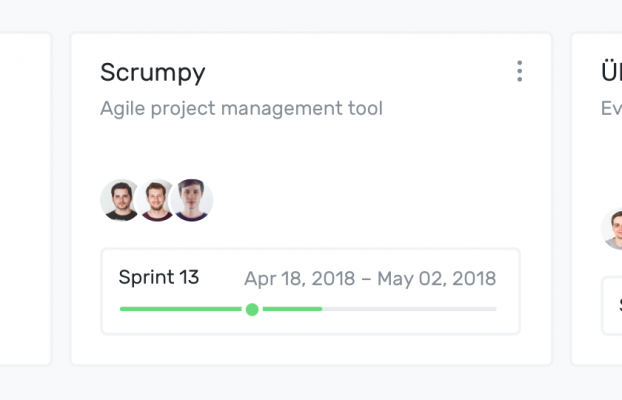 Scrumpy
Agile project management tool
Sprint 13
Apr 18, 2018 – May 02, 2018